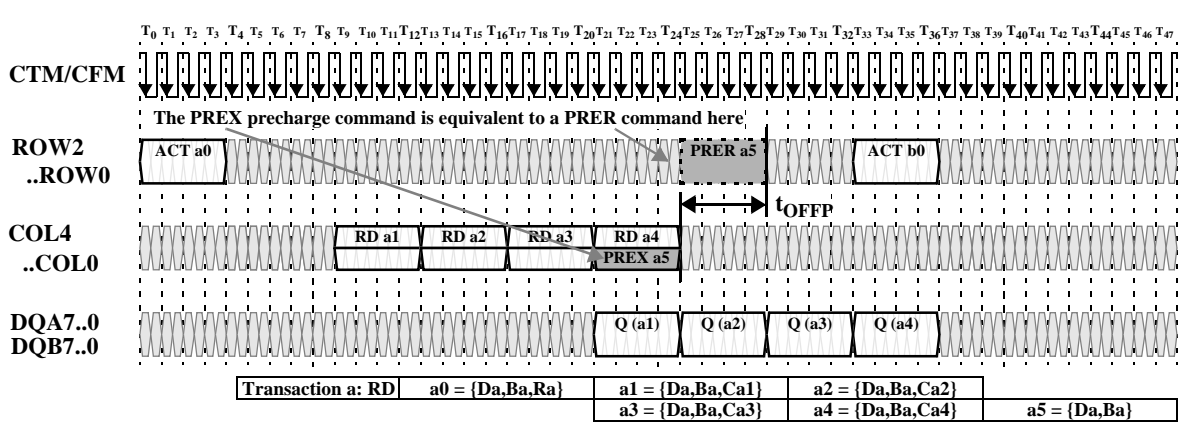 T0 T1 T2 T3 T4 T5 T6 T7 T8 T9 T10 T11 T12 T13 T14 T15 T16 T17 T18 T19 T20 T21 T22 T23 T24 T25 T26 T27 T28 T29 T30 T31 T32 T33 T34 T35 T36 T37 T38 T39 T40 T41 T42 T43 T44 T45 T46 T47
CTM/CFM
The PREX precharge command is equivalent to a PRER command here
ROW2
..ROW0
ACT a0 PRER a5 ACT b0
tOFFP
COL4
..COL0
RD a1 RD a2 RD a3 RD a4
PREX a5
DQA7..0
DQB7..0
Q (a1) Q (a2) Q (a3) Q (a4)
Transaction a: RD a0 = {Da,Ba,Ra} a1 = {Da,Ba,Ca1} a2 = {Da,Ba,Ca2}
a3 = {Da,Ba,Ca3} a4 = {Da,Ba,Ca4} a5 = {Da,Ba}